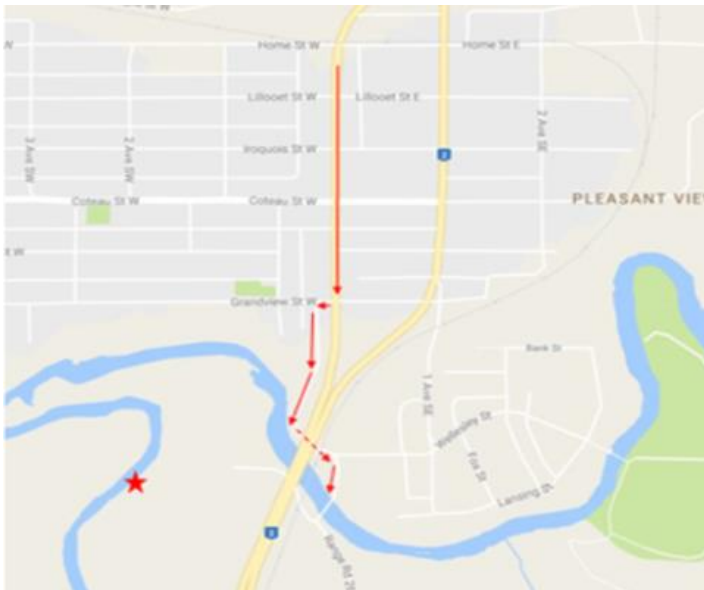 Home St W
Home St E
Lillooet St W
Lillooet St E
Iroquois St W
3 Ave SW
2 Ave SW
2 Ave SE
2
Coteau St W
Coteau St W
PLEASANT VIE
t W
Grandview St W
Bank St
1 Ave SE
Wellesley St
Fox St
Lansing St
2
Range Rd 26